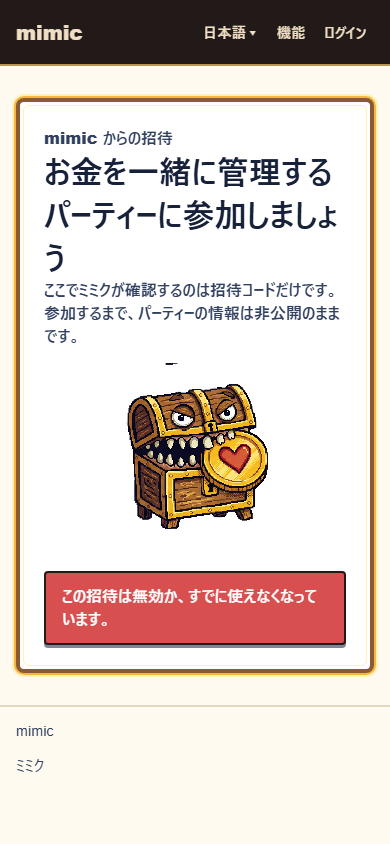 mimic
日本語
機能
ログイン
mimic からの招待
お金を一緒に管理する
パーティーに参加しましょ
う
ここでミミクが確認するのは招待コードだけです。
参加するまで、パーティーの情報は非公開のまま
です。
この招待は無効か、すでに使えなくなって
います。
mimic
ミミク